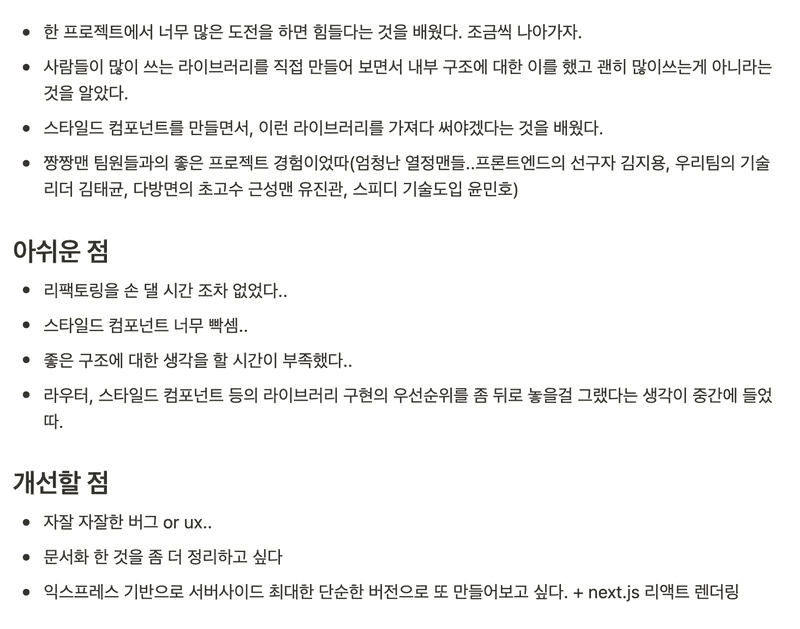 • 한 프로젝트에서 너무 많은 도전을 하면 힘들다는 것을 배웠다. 조금씩 나아가자.
• 사람들이 많이 쓰는 라이브러리를 직접 만들어 보면서 내부 구조에 대한 이를 했고 괜히 많이쓰는게 아니라는
것을 알았다.
• 스타일드 컴포넌트를 만들면서, 이런 라이브러리를 가져다 써야겠다는 것을 배웠다.
• 짱짱맨 팀원들과의 좋은 프로젝트 경험이었따(엄청난 열정맨들..프론트엔드의 선구자 김지용, 우리팀의 기술
리더 김태균, 다방면의 초고수 근성맨 유진관, 스피디 기술도입 윤민호)
아쉬운 점
• 리팩토링을 손 댈 시간 조차 없었다..
• 스타일드 컴포넌트 너무 빡셈..
• 좋은 구조에 대한 생각을 할 시간이 부족했다..
• 라우터, 스타일드 컴포넌트 등의 라이브러리 구현의 우선순위를 좀 뒤로 놓을걸 그랬다는 생각이 중간에 들었
따.
개선할 점
• 자잘 자잘한 버그 or ux..
• 문서화 한 것을 좀 더 정리하고 싶다
• 익스프레스 기반으로 서버사이드 최대한 단순한 버전으로 또 만들어보고 싶다. + next.js 리액트 렌더링